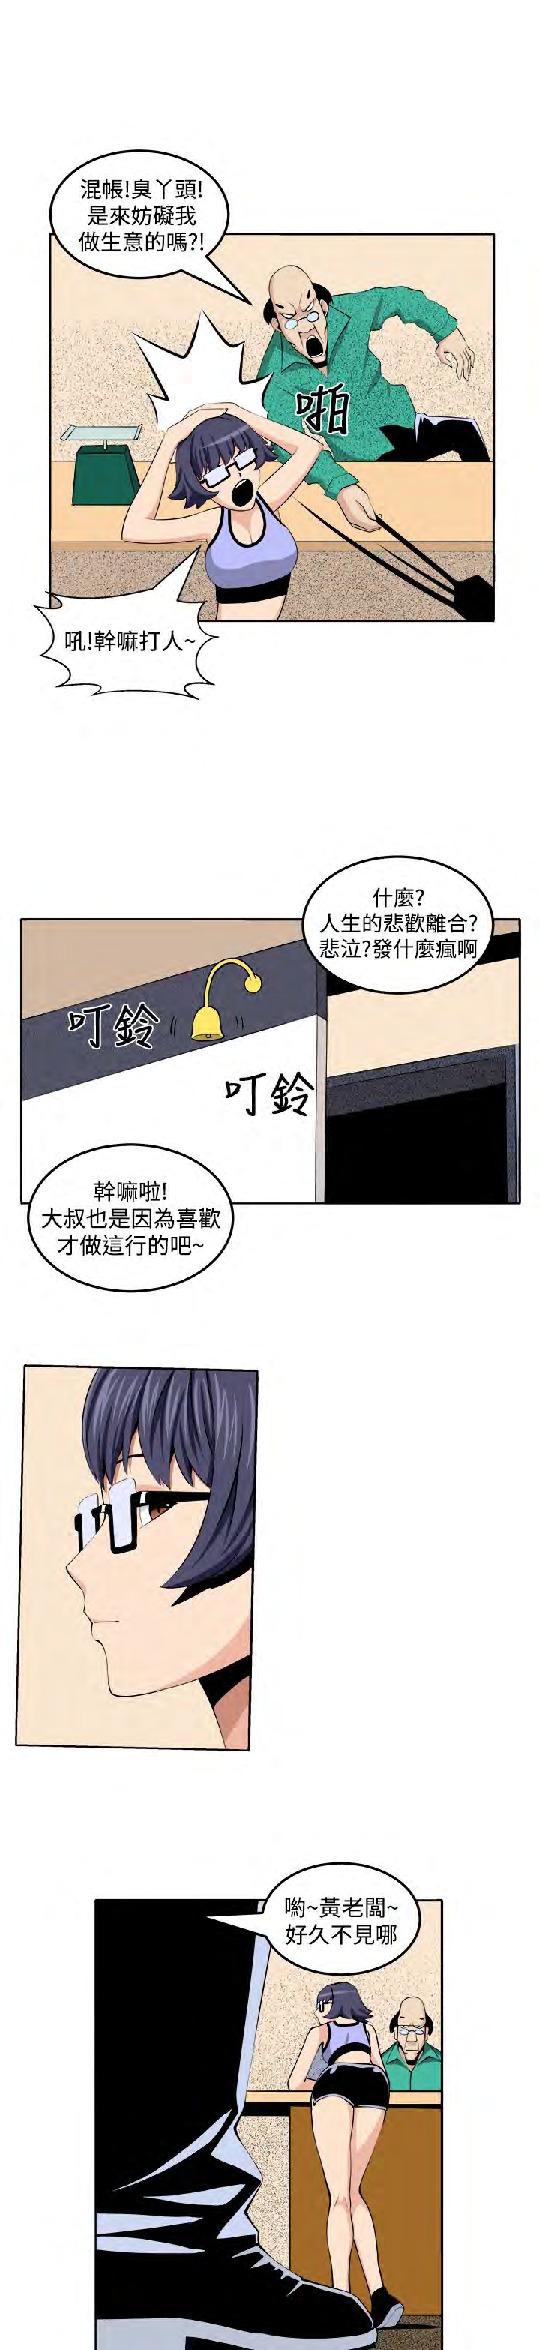 混帳!臭丫頭!
是來妨礙我
做生意的嗎?!
啪
吼!幹嘛打人~
什麼?
人生的悲歡離合?
悲泣?發什麼瘋啊
叮鈴
叮鈴
幹嘛啦!
大叔也是因為喜歡
才做這行的吧~
喲~黃老闆~
好久不見哪